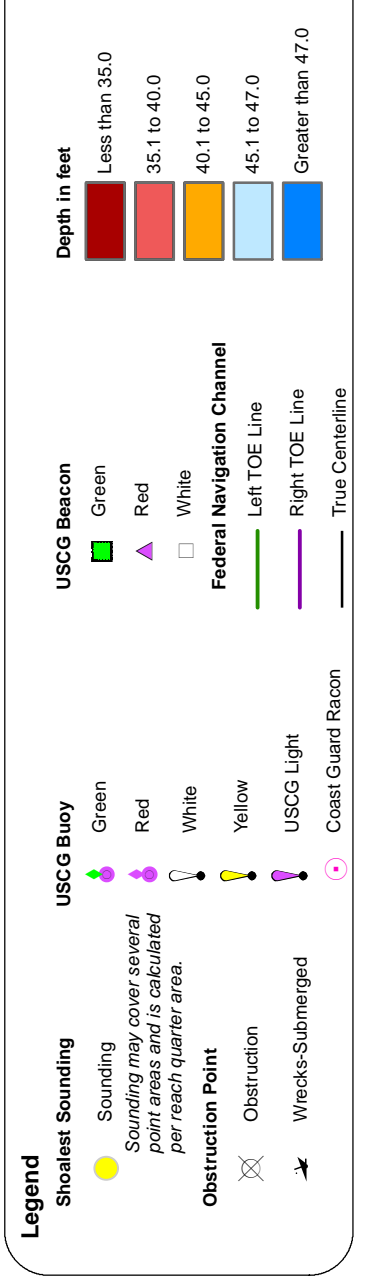 Legend
Shoalest Sounding
Sounding
Sounding may cover several
point areas and is calculated
per reach quarter area.
Obstruction Point
Obstruction
Wrecks-Submerged
USCG Buoy
Green
Red
White
Yellow
USCG Light
Coast Guard Racon
USCG Beacon
Green
Red
White
Federal Navigation Channel
Left TOE Line
Right TOE Line
True Centerline
Depth in feet
Less than 35.0
35.1 to 40.0
40.1 to 45.0
45.1 to 47.0
Greater than 47.0